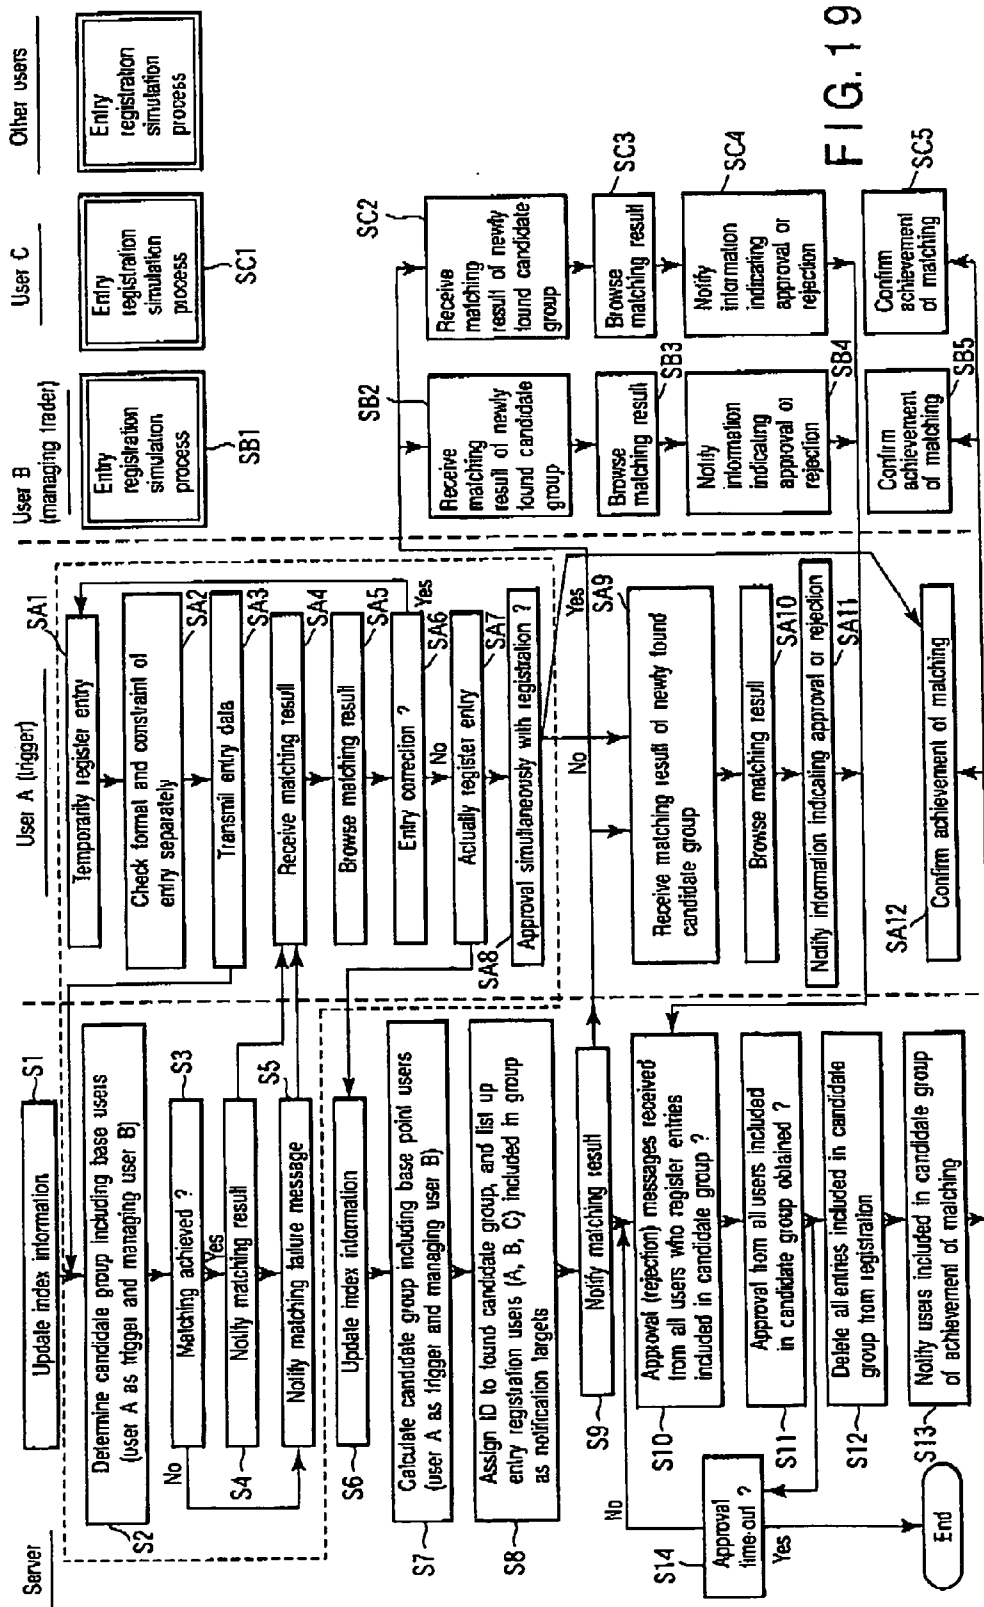 Server
S1
Update index information
Determine candidate group including base users
(user A as trigger and managing user B)
S2
S3
Matching achieved ?
No
Yes
Notify matching result
S4
S5
Notify matching failure message
Update index information
S6
Calculate candidate group including base point users
(user A as trigger and managing user B)
S7
Assign ID to found candidate group, and list up
entry registration users (A, B, C) included in group
as notification targets
S8
Notify matching result
S9
Approval (rejection) messages received
from all users who register entries
included in candidate group ?
S10
Approval from all users included
in candidate group obtained ?
S11
Delete all entries included in candidate
group from registration
S12
Notify users included in candidate group
of achievement of matching
S13
No
S14
Approval
time-out ?
Yes
End
User A (trigger)
SA1
Temporarily register entry
Check format and constraint of
entry separately
SA2
Transmit entry data
SA3
Receive matching result
SA4
Browse matching result
SA5
Entry correction ?
Yes
SA6
No
Actually register entry
SA7
Approval simultaneously with registration ?
SA8
No
Yes
SA9
Receive matching result of newly found
candidate group
Browse matching result
SA10
Notify information indicating approval or rejection
SA11
SA12
Confirm achievement of matching
User B
(managing trader)
Entry
registration
simulation
process
SB1
SB2
Receive
matching
result of newly
found candidate
group
Browse
matching result
SB3
Notify
information
indicating
approval or
rejection
SB4
Confirm
achievement
of matching
SB5
User C
Entry
registration
simulation
process
SC1
SC2
Receive
matching
result of newly
found candidate
group
SC3
Browse
matching result
SC4
Notify
information
indicating
approval or
rejection
SC5
Confirm
achievement
of matching
Other users
Entry
registration
simulation
process
FIG. 19